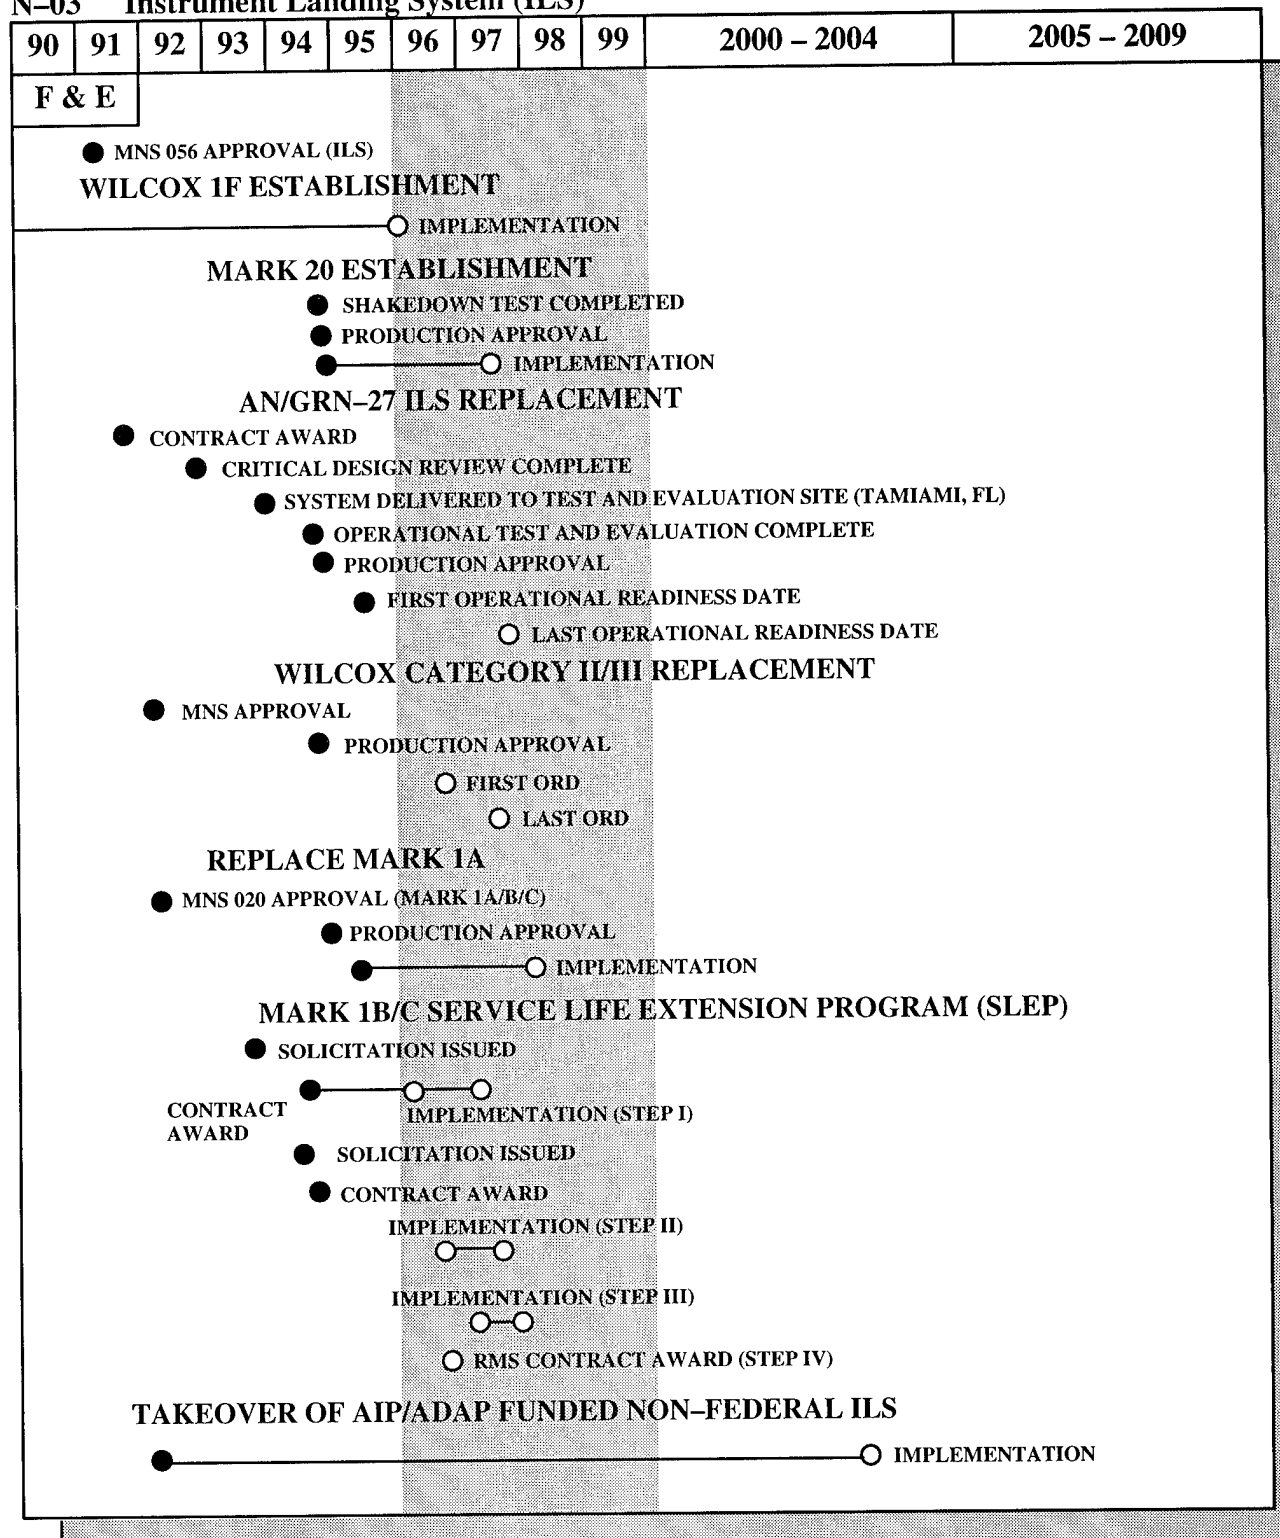 N–03 Instrument Landing System (ILS)
90 91 92 93 94 95 96 97 98 99 2000 – 2004 2005 – 2009
F & E
MNS 056 APPROVAL (ILS)
WILCOX 1F ESTABLISHMENT
IMPLEMENTATION
MARK 20 ESTABLISHMENT
SHAKEDOWN TEST COMPLETED
PRODUCTION APPROVAL
IMPLEMENTATION
AN/GRN–27 ILS REPLACEMENT
CONTRACT AWARD
CRITICAL DESIGN REVIEW COMPLETE
SYSTEM DELIVERED TO TEST AND EVALUATION SITE (TAMIAMI, FL)
OPERATIONAL TEST AND EVALUATION COMPLETE
PRODUCTION APPROVAL
FIRST OPERATIONAL READINESS DATE
LAST OPERATIONAL READINESS DATE
WILCOX CATEGORY II/III REPLACEMENT
MNS APPROVAL
PRODUCTION APPROVAL
FIRST ORD
LAST ORD
REPLACE MARK 1A
MNS 020 APPROVAL (MARK 1A/B/C)
PRODUCTION APPROVAL
IMPLEMENTATION
MARK 1B/C SERVICE LIFE EXTENSION PROGRAM (SLEP)
SOLICITATION ISSUED
CONTRACT
AWARD
IMPLEMENTATION (STEP I)
SOLICITATION ISSUED
CONTRACT AWARD
IMPLEMENTATION (STEP II)
IMPLEMENTATION (STEP III)
RMS CONTRACT AWARD (STEP IV)
TAKEOVER OF AIP/ADAP FUNDED NON–FEDERAL ILS
IMPLEMENTATION